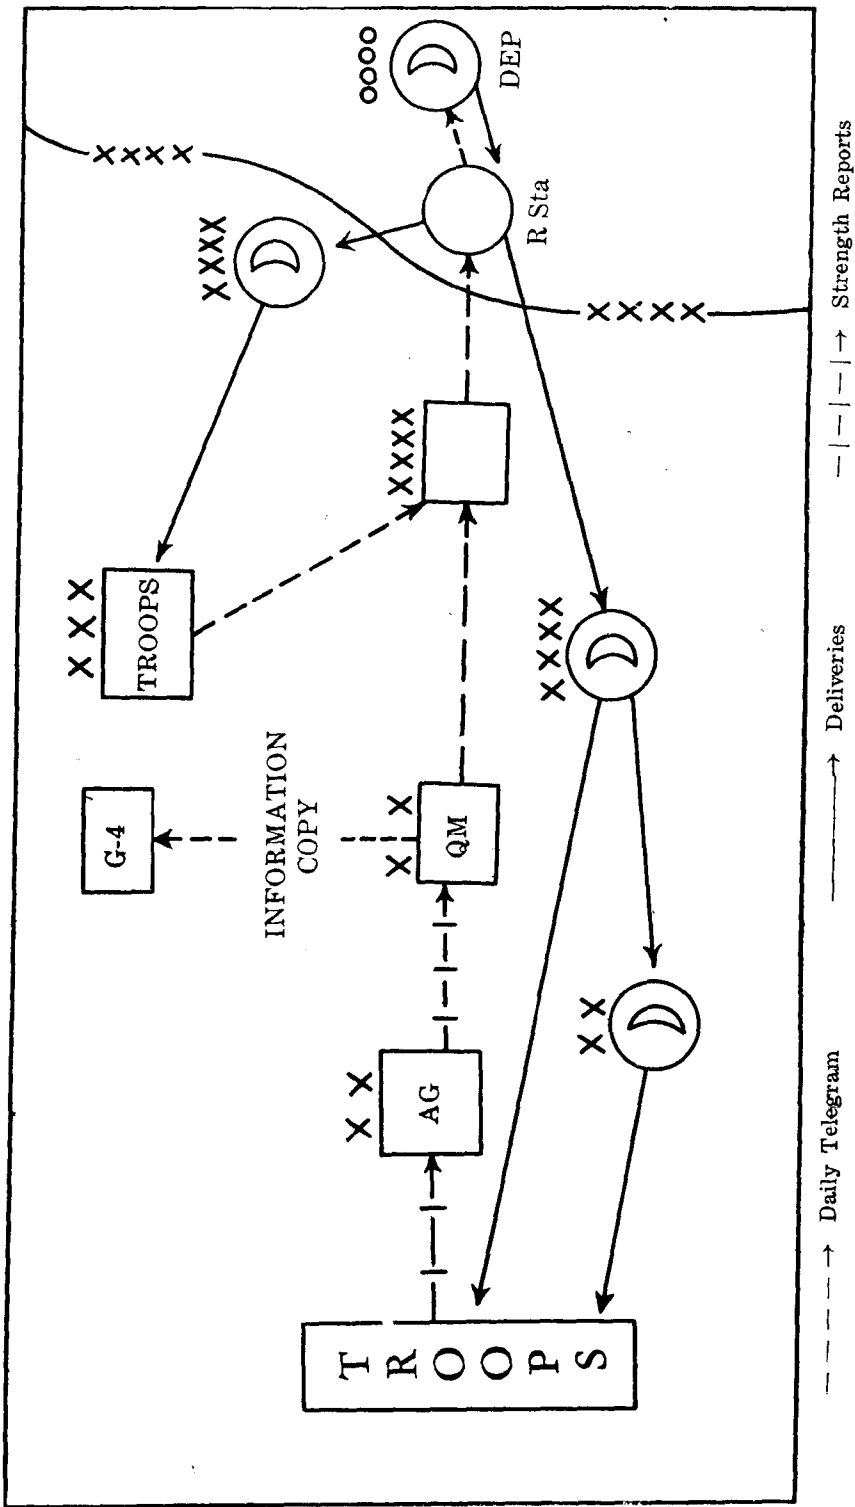 XXXX
OOOO
DEP
XXXX
R Sta
XXX
TROOPS
XXXX
XXXX
G-4
INFORMATION
COPY
XX
QM
XXXX
XX
AG
XX
TROOPS
– – – – → Daily Telegram
———→ Deliveries
–|–|–|→ Strength Reports